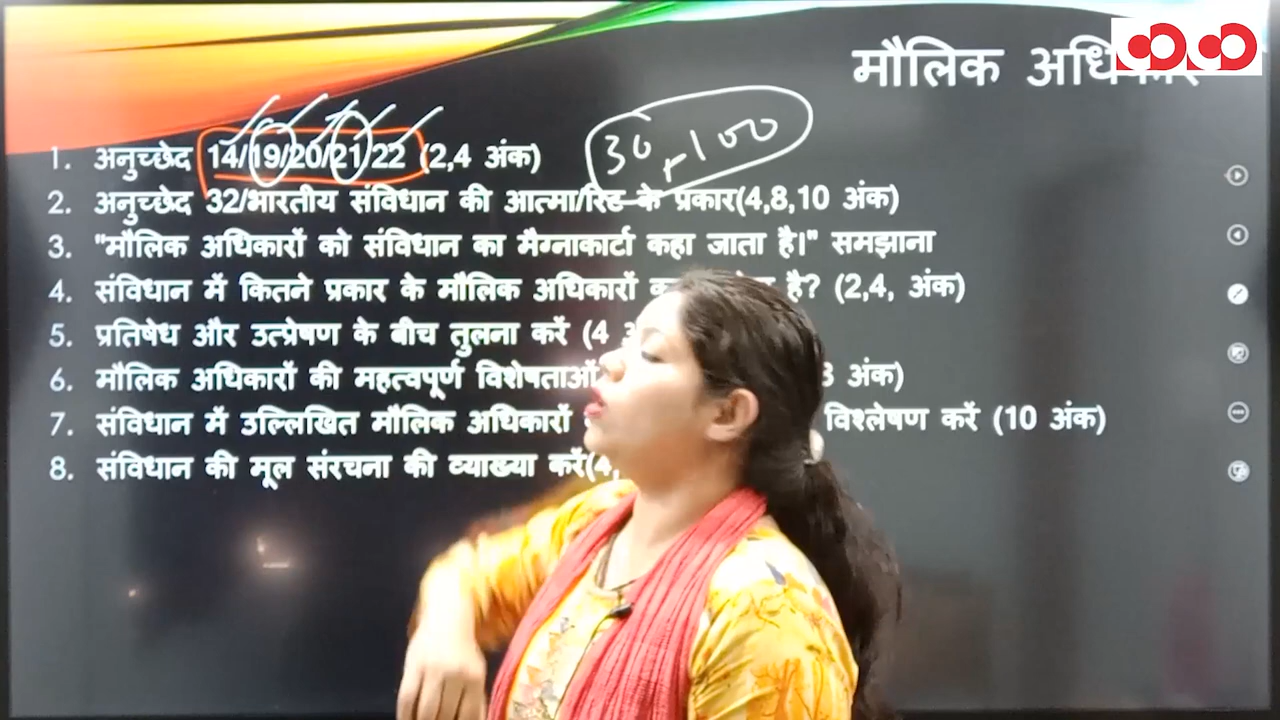 मौलिक अधिकार
30-100
1. अनुच्छेद 14/19/20/21/22 (2,4 अंक)
2. अनुच्छेद 32/भारतीय संविधान की आत्मा/रिट के प्रकार(4,8,10 अंक)
3. "मौलिक अधिकारों को संविधान का मैग्नाकार्टा कहा जाता है।" समझाना
4. संविधान में कितने प्रकार के मौलिक अधिकारों है? (2,4, अंक)
5. प्रतिषेध और उत्प्रेषण के बीच तुलना करें (4
6. मौलिक अधिकारों की महत्वपूर्ण विशेषताओं अंक)
7. संविधान में उल्लिखित मौलिक अधिकारों विश्लेषण करें (10 अंक)
8. संविधान की मूल संरचना की व्याख्या करें(4,